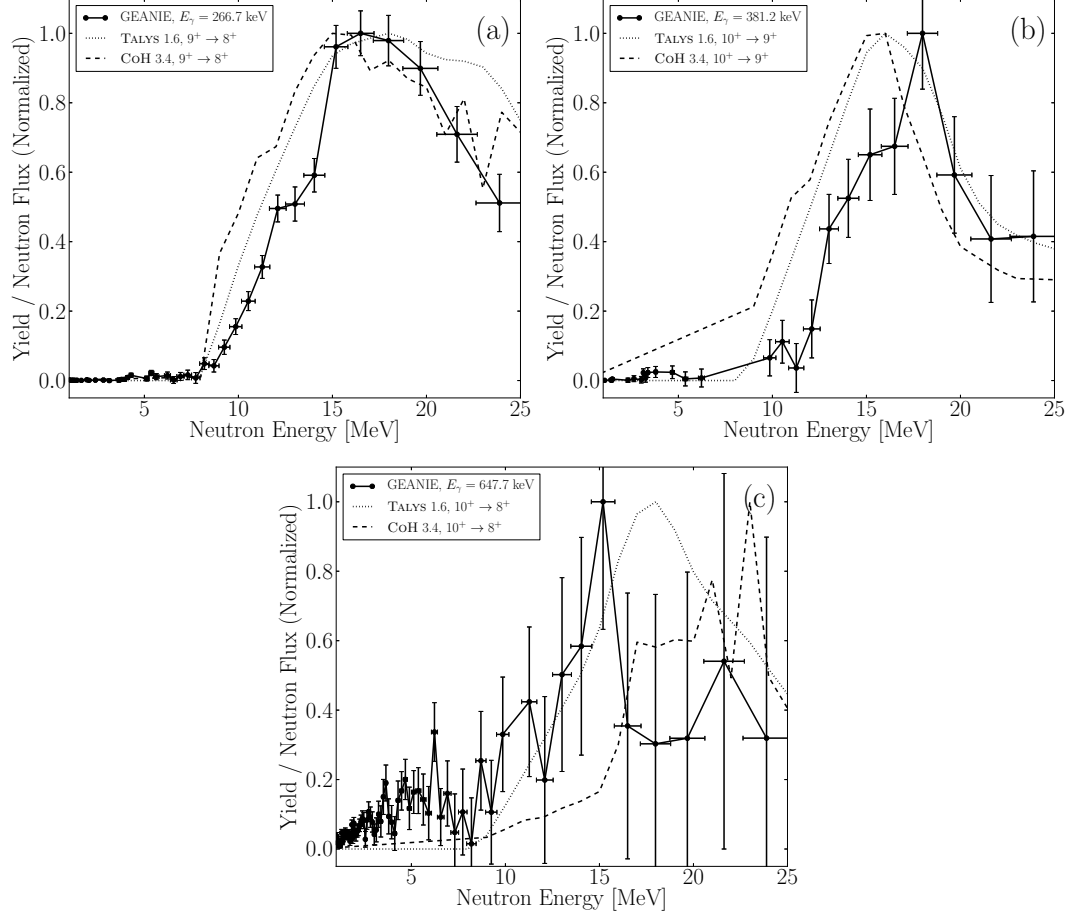 GEANIE, Eγ = 266.7 keV
TALYS 1.6, 9⁺ → 8⁺
COH 3.4, 9⁺ → 8⁺
(a)
1.0
0.8
0.6
0.4
0.2
0.0
Yield / Neutron Flux (Normalized)
5 10 15 20 25
Neutron Energy [MeV]
GEANIE, Eγ = 381.2 keV
TALYS 1.6, 10⁺ → 9⁺
COH 3.4, 10⁺ → 9⁺
(b)
1.0
0.8
0.6
0.4
0.2
0.0
Yield / Neutron Flux (Normalized)
5 10 15 20 25
Neutron Energy [MeV]
GEANIE, Eγ = 647.7 keV
TALYS 1.6, 10⁺ → 8⁺
COH 3.4, 10⁺ → 8⁺
(c)
1.0
0.8
0.6
0.4
0.2
0.0
Yield / Neutron Flux (Normalized)
5 10 15 20 25
Neutron Energy [MeV]